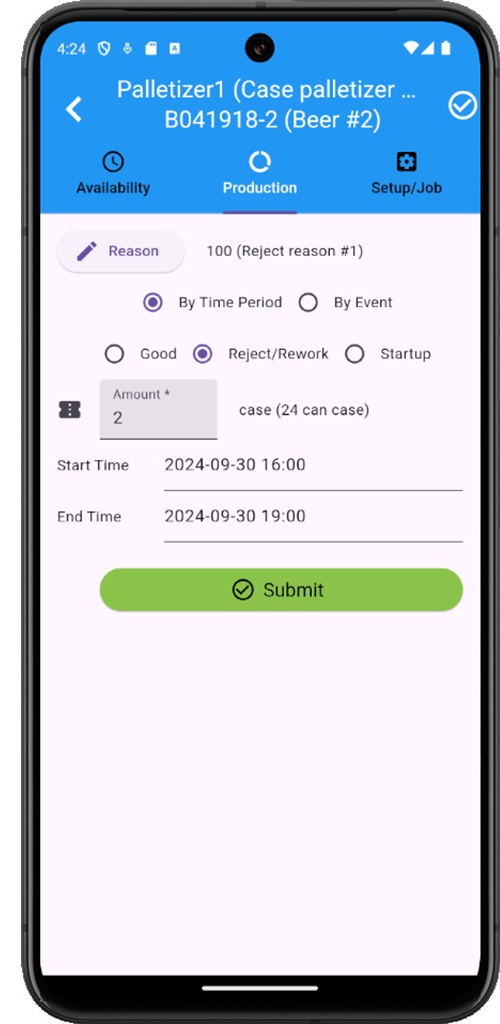 4:24
Palletizer1 (Case palletizer ...
B041918-2 (Beer #2)
Availability
Production
Setup/Job
Reason
100 (Reject reason #1)
By Time Period
By Event
Good
Reject/Rework
Startup
Amount *
2
case (24 can case)
Start Time
2024-09-30 16:00
End Time
2024-09-30 19:00
Submit